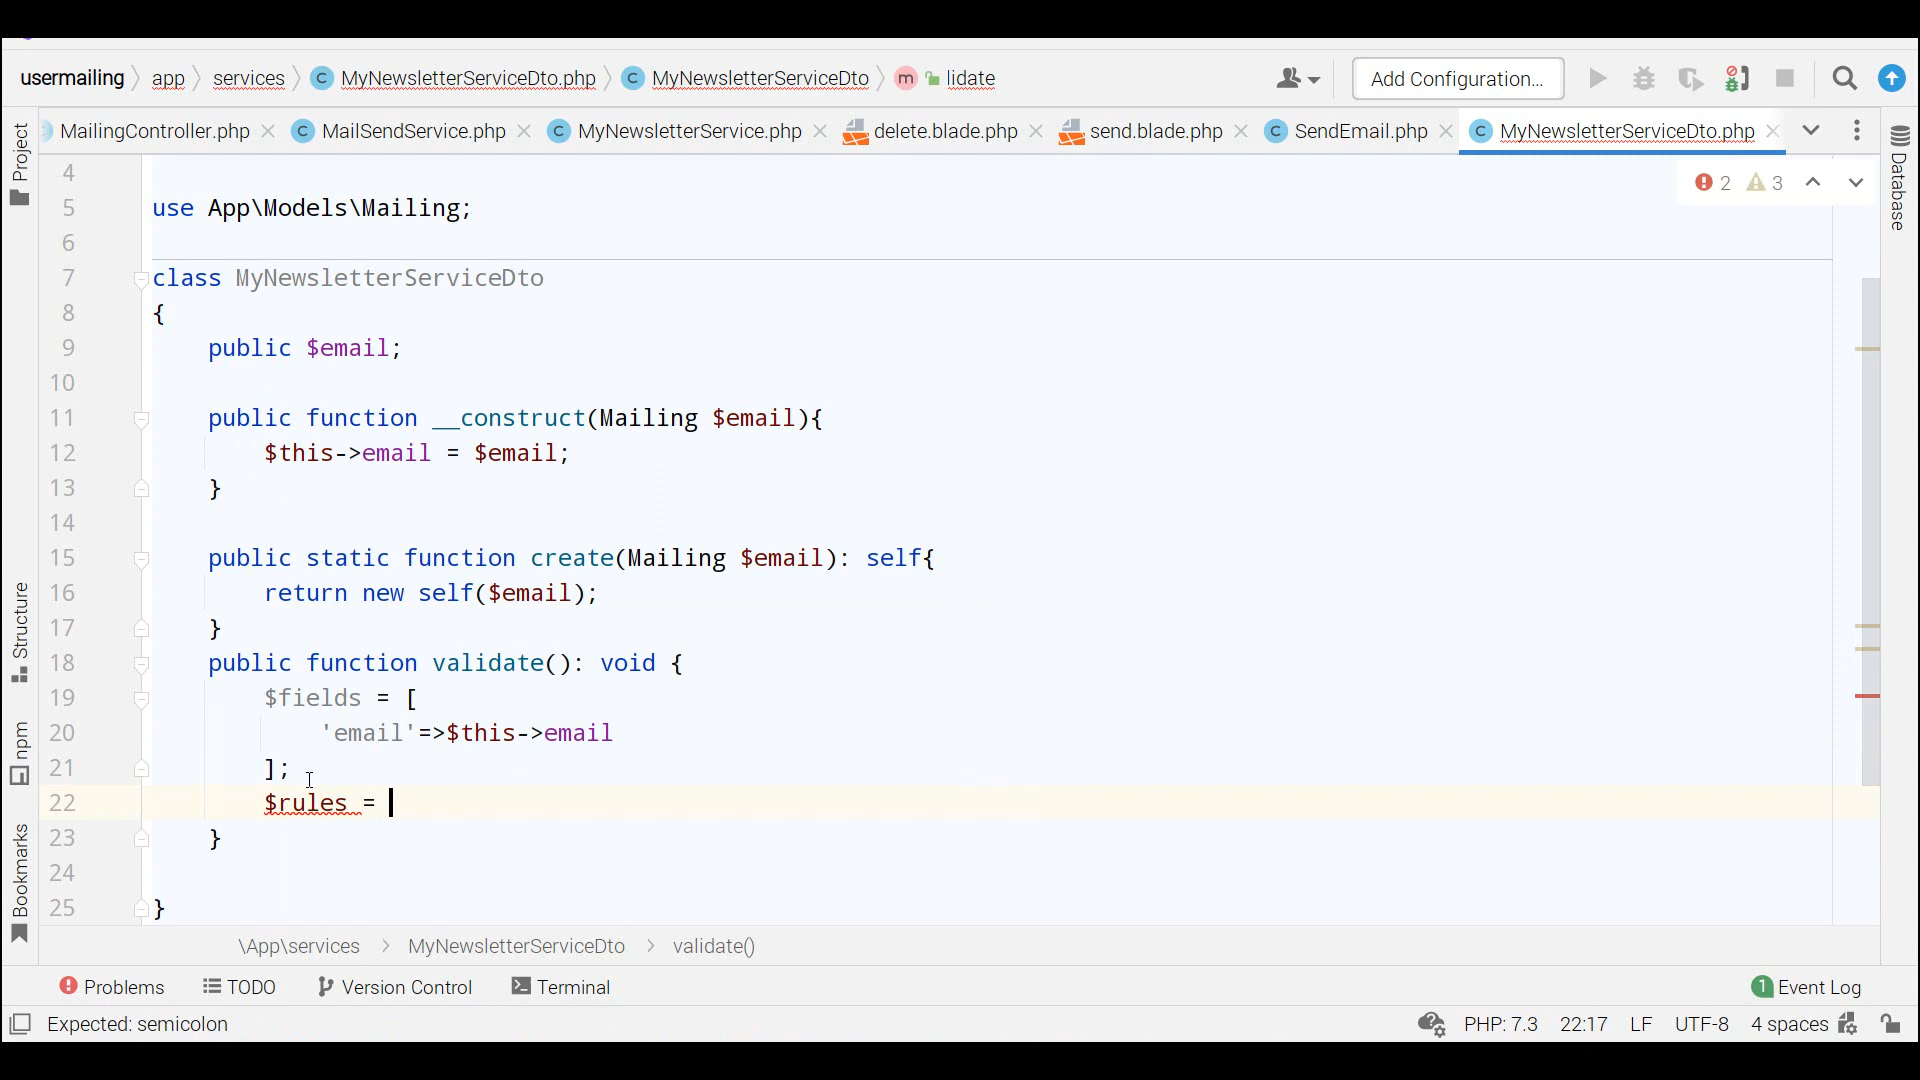 usermailing app services MyNewsletterServiceDto.php MyNewsletterServiceDto m lidate Add Configuration...
MailingController.php MailSendService.php MyNewsletterService.php delete.blade.php send.blade.php SendEmail.php MyNewsletterServiceDto.php
Project
Structure
npm
Bookmarks
Database
2 3
4
5 use App\Models\Mailing;
6
7 class MyNewsletterServiceDto
8 {
9 public $email;
10
11 public function __construct(Mailing $email){
12 $this->email = $email;
13 }
14
15 public static function create(Mailing $email): self{
16 return new self($email);
17 }
18 public function validate(): void {
19 $fields = [
20 'email'=>$this->email
21 ];
22 $rules =
23 }
24
25 }
\App\services MyNewsletterServiceDto validate()
Problems TODO Version Control Terminal 1 Event Log
Expected: semicolon PHP: 7.3 22:17 LF UTF-8 4 spaces